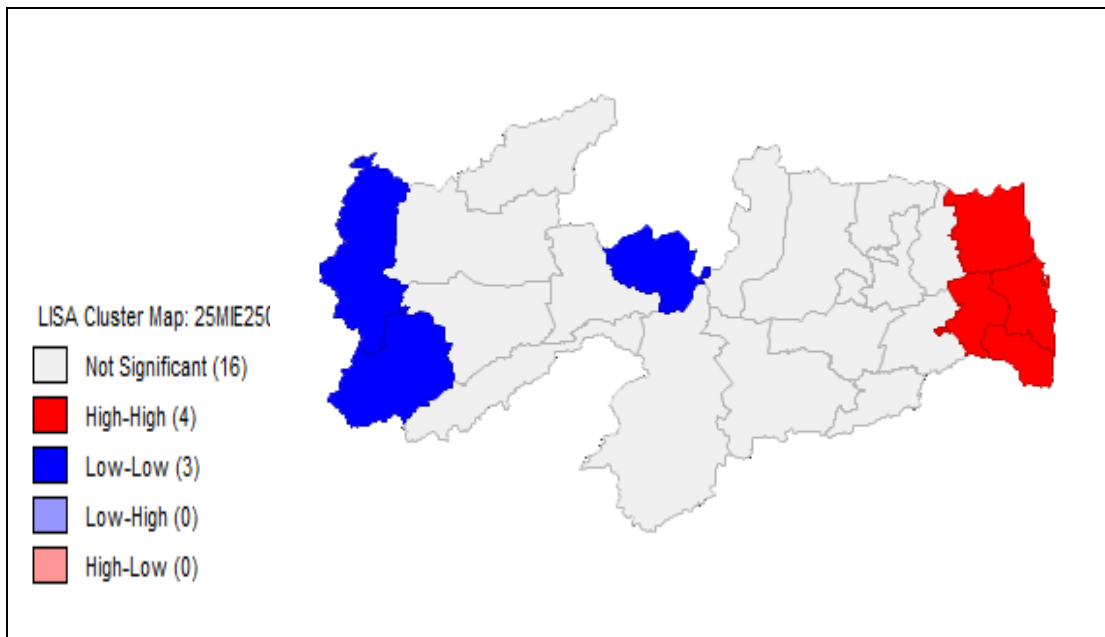 LISA Cluster Map: 25MIE250
Not Significant (16)
High-High (4)
Low-Low (3)
Low-High (0)
High-Low (0)